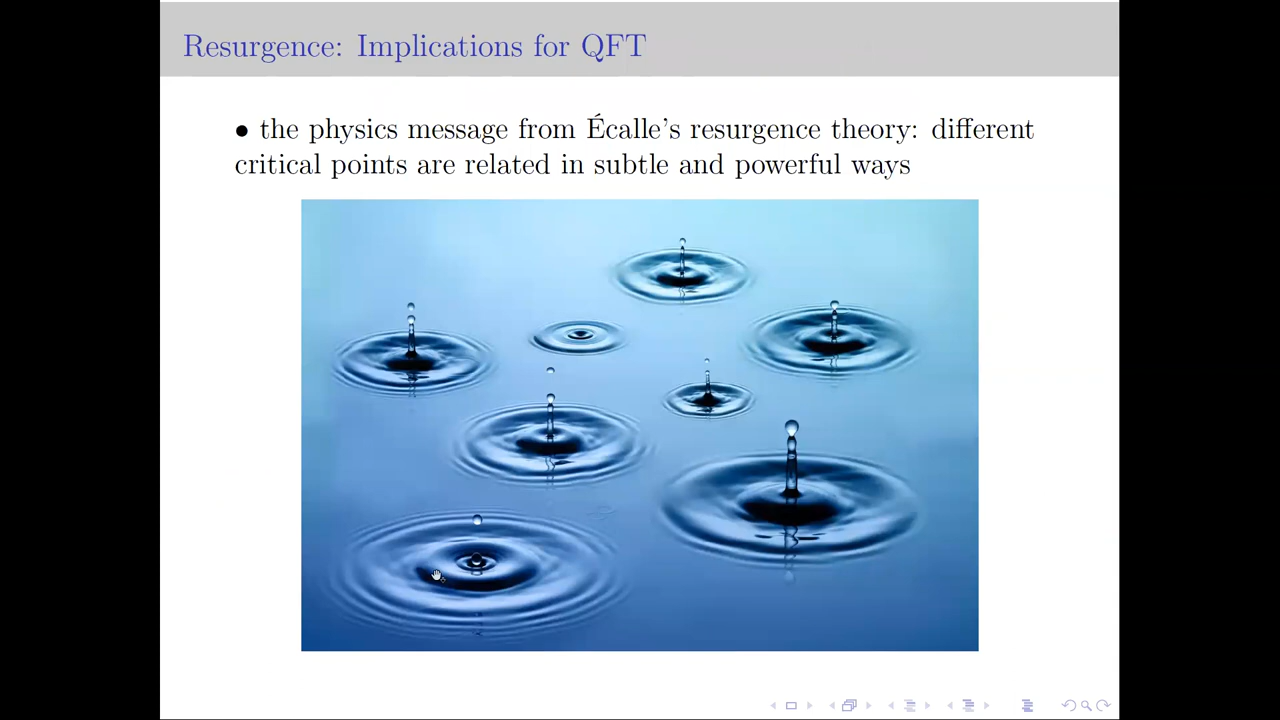 Resurgence: Implications for QFT
• the physics message from Écalle's resurgence theory: different
critical points are related in subtle and powerful ways